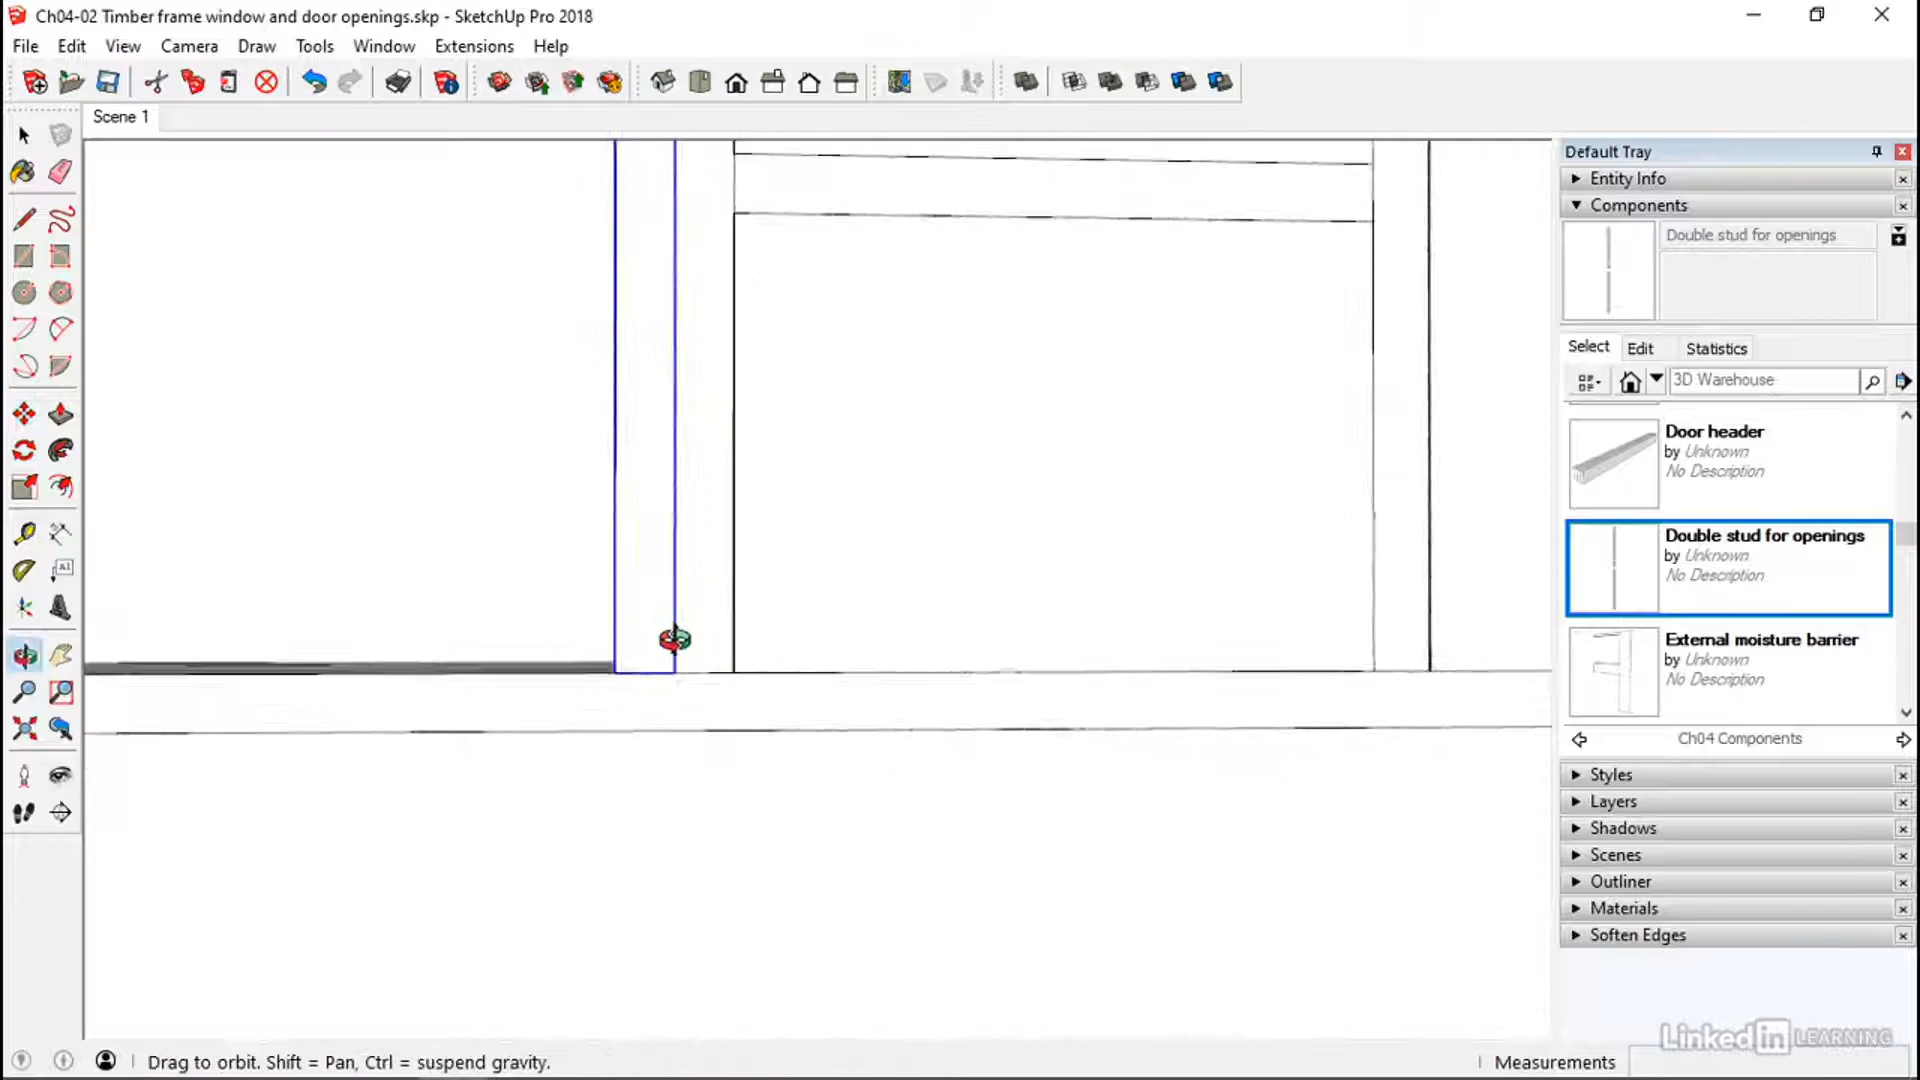 Ch04-02 Timber frame window and door openings.skp - SketchUp Pro 2018
File Edit View Camera Draw Tools Window Extensions Help
Scene 1
Default Tray
Entity Info
Components
Double stud for openings
Select Edit Statistics
3D Warehouse
Door header
by Unknown
No Description
Double stud for openings
by Unknown
No Description
External moisture barrier
by Unknown
No Description
Ch04 Components
Styles
Layers
Shadows
Scenes
Outliner
Materials
Soften Edges
Drag to orbit. Shift = Pan, Ctrl = suspend gravity.
Measurements
LinkedIn LEARNING
A1